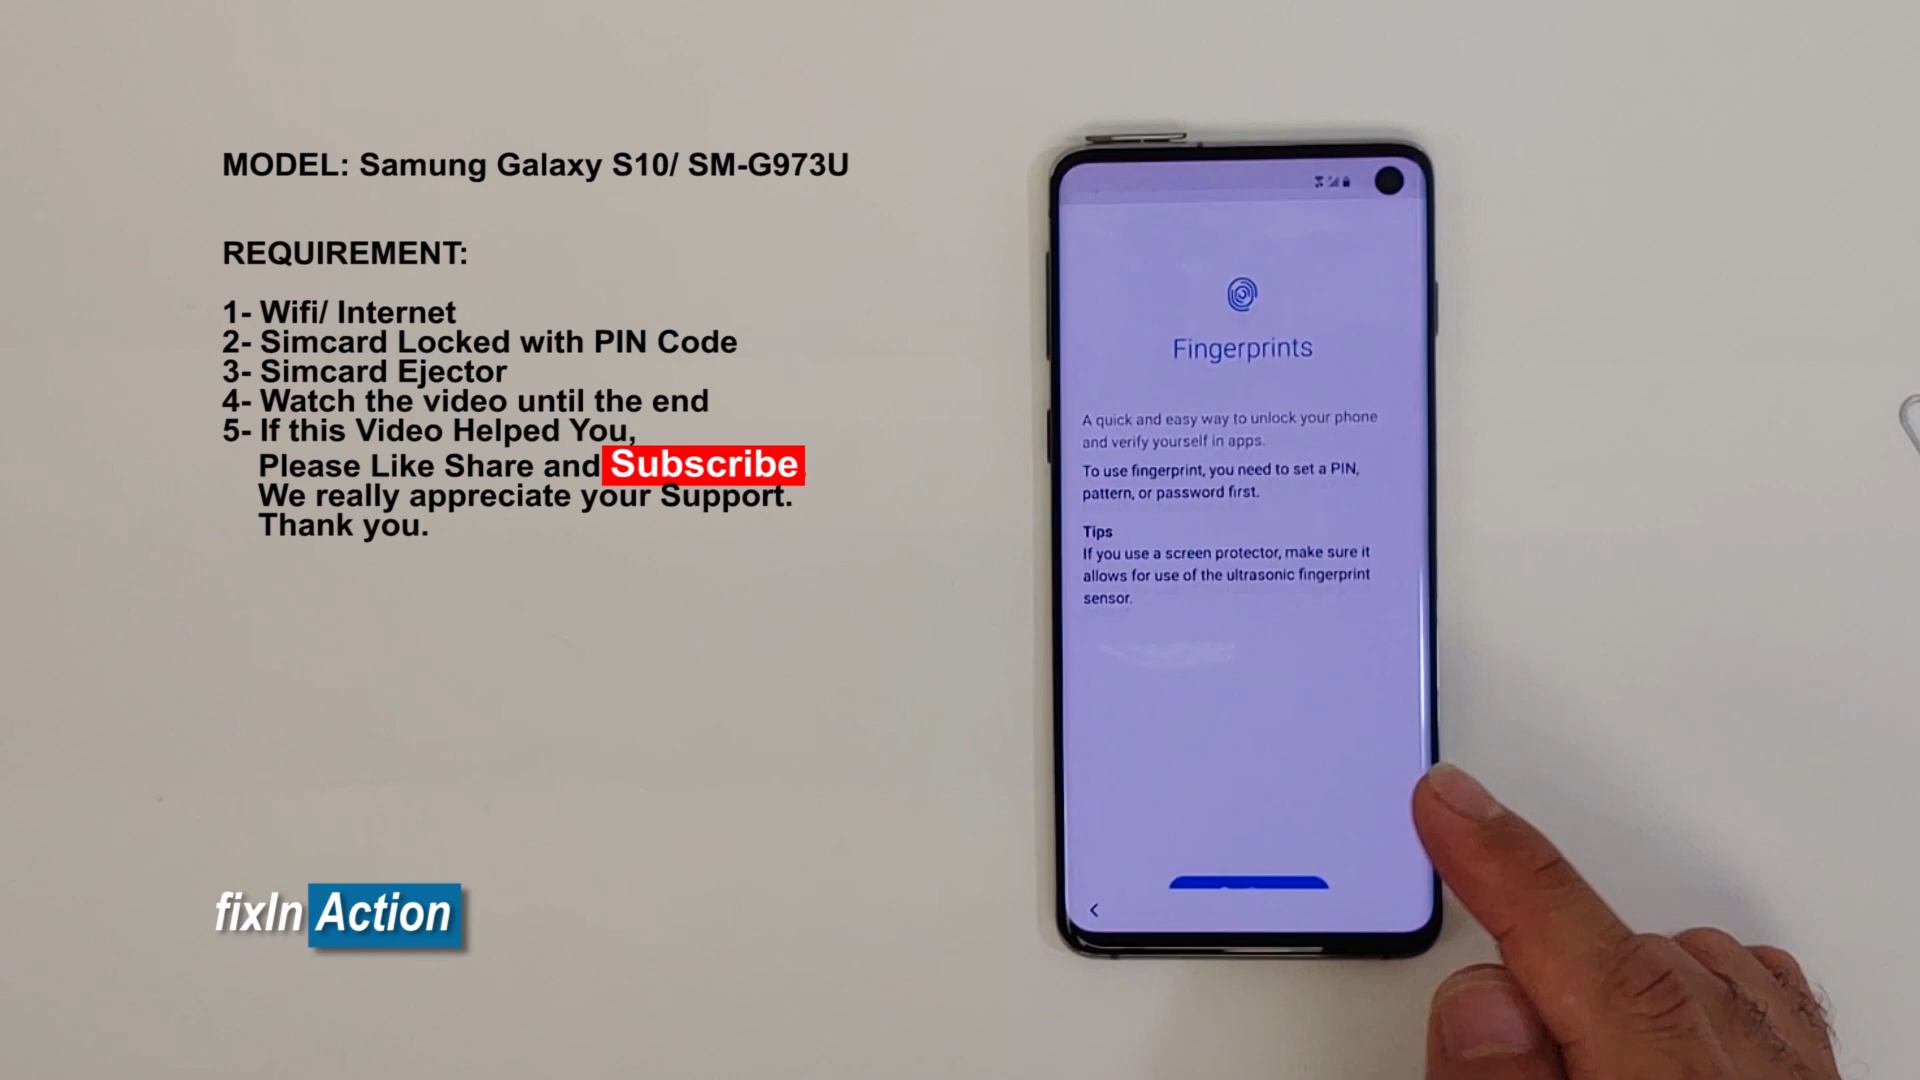 MODEL: Samung Galaxy S10/ SM-G973U
REQUIREMENT:
1- Wifi/ Internet
2- Simcard Locked with PIN Code
3- Simcard Ejector
4- Watch the video until the end
5- If this Video Helped You,
Please Like Share and Subscribe
We really appreciate your Support.
Thank you.
fixIn Action
Fingerprints
A quick and easy way to unlock your phone
and verify yourself in apps.
To use fingerprint, you need to set a PIN,
pattern, or password first.
Tips
If you use a screen protector, make sure it
allows for use of the ultrasonic fingerprint
sensor.